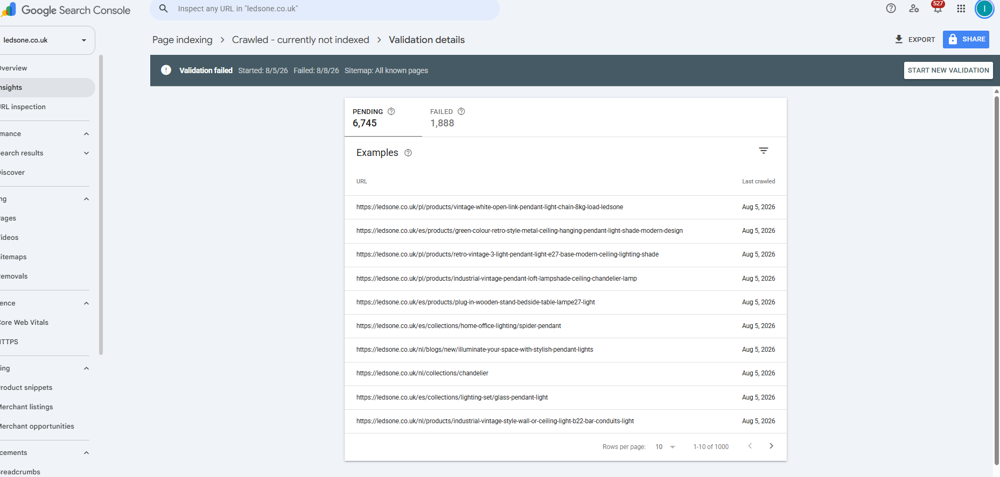 Google Search Console
Inspect any URL in "ledsone.co.uk"
527
I
ledsone.co.uk
Page indexing > Crawled - currently not indexed > Validation details
EXPORT
SHARE
Validation failed Started: 8/5/26 Failed: 8/8/26 Sitemap: All known pages
START NEW VALIDATION
Overview
nsights
URL inspection
mance
earch results
Discover
ng
ages
ideos
itemaps
emovals
ence
Core Web Vitals
HTTPS
ing
roduct snippets
Merchant listings
Merchant opportunities
cements
Breadcrumbs
PENDING
6,745
FAILED
1,888
Examples
URL Last crawled
https://ledsone.co.uk/pl/products/vintage-white-open-link-pendant-light-chain-8kg-load-ledsone Aug 5, 2026
https://ledsone.co.uk/es/products/green-colour-retro-style-metal-ceiling-hanging-pendant-light-shade-modern-design Aug 5, 2026
https://ledsone.co.uk/pl/products/retro-vintage-3-light-pendant-light-e27-base-modern-ceiling-lighting-shade Aug 5, 2026
https://ledsone.co.uk/pl/products/industrial-vintage-pendant-loft-lampshade-ceiling-chandelier-lamp Aug 5, 2026
https://ledsone.co.uk/es/products/plug-in-wooden-stand-bedside-table-lampe27-light Aug 5, 2026
https://ledsone.co.uk/es/collections/home-office-lighting/spider-pendant Aug 5, 2026
https://ledsone.co.uk/nl/blogs/new/illuminate-your-space-with-stylish-pendant-lights Aug 5, 2026
https://ledsone.co.uk/nl/collections/chandelier Aug 5, 2026
https://ledsone.co.uk/es/collections/lighting-set/glass-pendant-light Aug 5, 2026
https://ledsone.co.uk/nl/products/industrial-vintage-style-wall-or-ceiling-light-b22-bar-conduits-light Aug 5, 2026
Rows per page: 10 1-10 of 1000